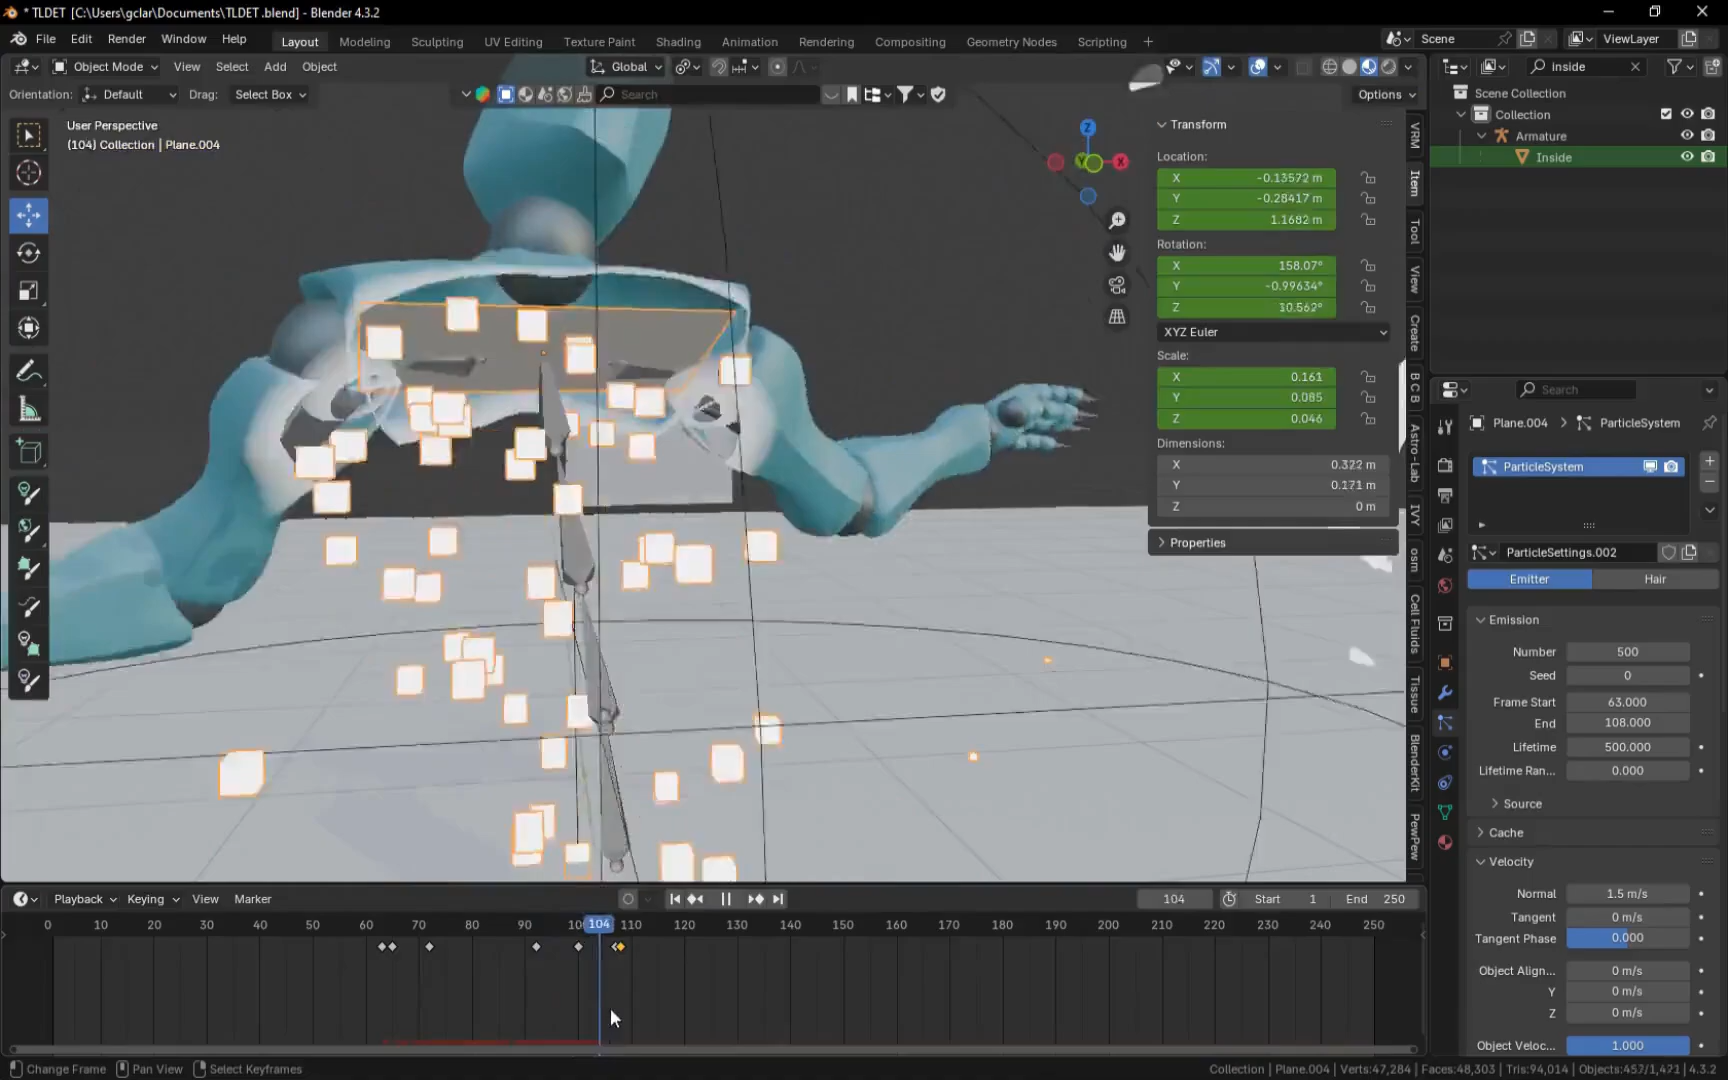 * TLDET [C:\Users\gclar\Documents\TLDET .blend] - Blender 4.3.2
File Edit Render Window Help Layout Modeling Sculpting UV Editing Texture Paint Shading Animation Rendering Compositing Geometry Nodes Scripting + Scene ViewLayer
Object Mode View Select Add Object Global
Orientation: Default Drag: Select Box Search Options
User Perspective
(104) Collection | Plane.004
Z
X
Y
Transform
Location:
X -0.13572 m
Y -0.28417 m
Z 1.1682 m
Rotation:
X 158.07°
Y -0.99634°
Z 10.562°
XYZ Euler
Scale:
X 0.161
Y 0.085
Z 0.046
Dimensions:
X 0.322 m
Y 0.171 m
Z 0 m
Properties
VRM
Item
Tool
View
Create
B C B
Astro-Lab
IVY
osm
Cell Fluids
Tissue
BlenderKit
PewPew
Inside
Scene Collection
Collection
Armature
Inside
Search
Plane.004 > ParticleSystem
ParticleSystem
ParticleSettings.002
Emitter Hair
Emission
Number 500
Seed 0
Frame Start 63.000
End 108.000
Lifetime 500.000
Lifetime Ran... 0.000
Source
Cache
Velocity
Normal 1.5 m/s
Tangent 0 m/s
Tangent Phase 0.000
Object Align... 0 m/s
Y 0 m/s
Z 0 m/s
Object Veloc... 1.000
Playback Keying View Marker 104 Start 1 End 250
0 10 20 30 40 50 60 70 80 90 104 110 120 130 140 150 160 170 180 190 200 210 220 230 240 250
Change Frame Pan View Select Keyframes Collection | Plane.004 | Verts:47,284 | Faces:48,303 | Tris:94,014 | Objects:457/1,471 | 4.3.2